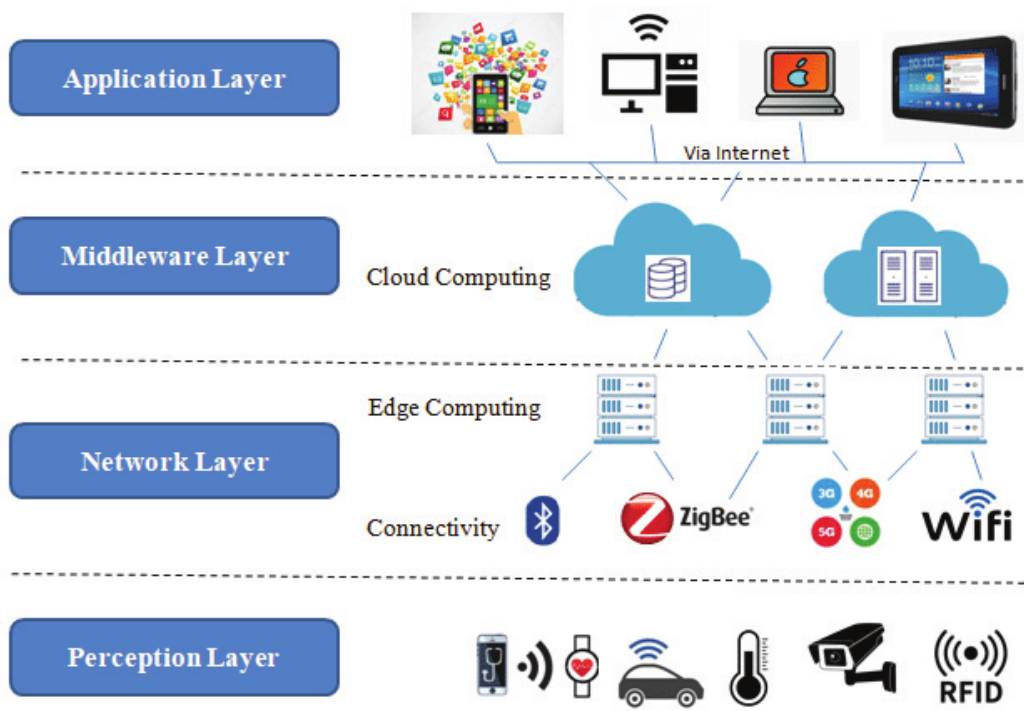 Application Layer
Via Internet
Middleware Layer
Cloud Computing
Edge Computing
Network Layer
Connectivity
ZigBee
3G
4G
5G
Wifi
Perception Layer
RFID